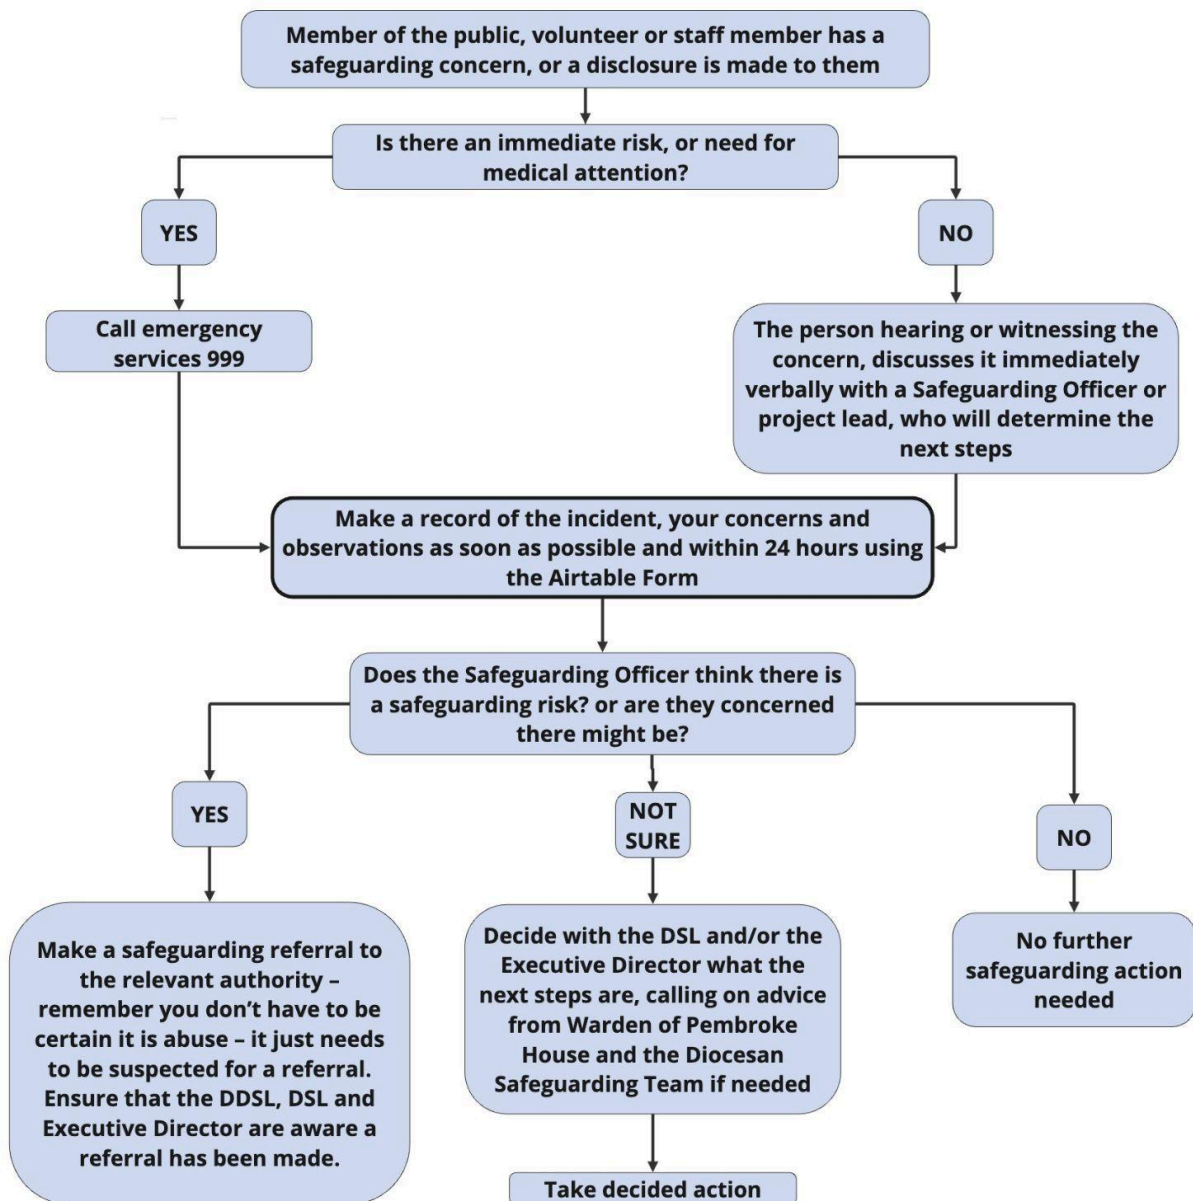 Member of the public, volunteer or staff member has a
safeguarding concern, or a disclosure is made to them
Is there an immediate risk, or need for
medical attention?
YES
NO
Call emergency
services 999
The person hearing or witnessing the
concern, discusses it immediately
verbally with a Safeguarding Officer or
project lead, who will determine the
next steps
Make a record of the incident, your concerns and
observations as soon as possible and within 24 hours using
the Airtable Form
Does the Safeguarding Officer think there is
a safeguarding risk? or are they concerned
there might be?
YES
NOT
SURE
NO
Make a safeguarding referral to
the relevant authority –
remember you don’t have to be
certain it is abuse – it just needs
to be suspected for a referral.
Ensure that the DDSL, DSL and
Executive Director are aware a
referral has been made.
Decide with the DSL and/or the
Executive Director what the
next steps are, calling on advice
from Warden of Pembroke
House and the Diocesan
Safeguarding Team if needed
No further
safeguarding action
needed
Take decided action